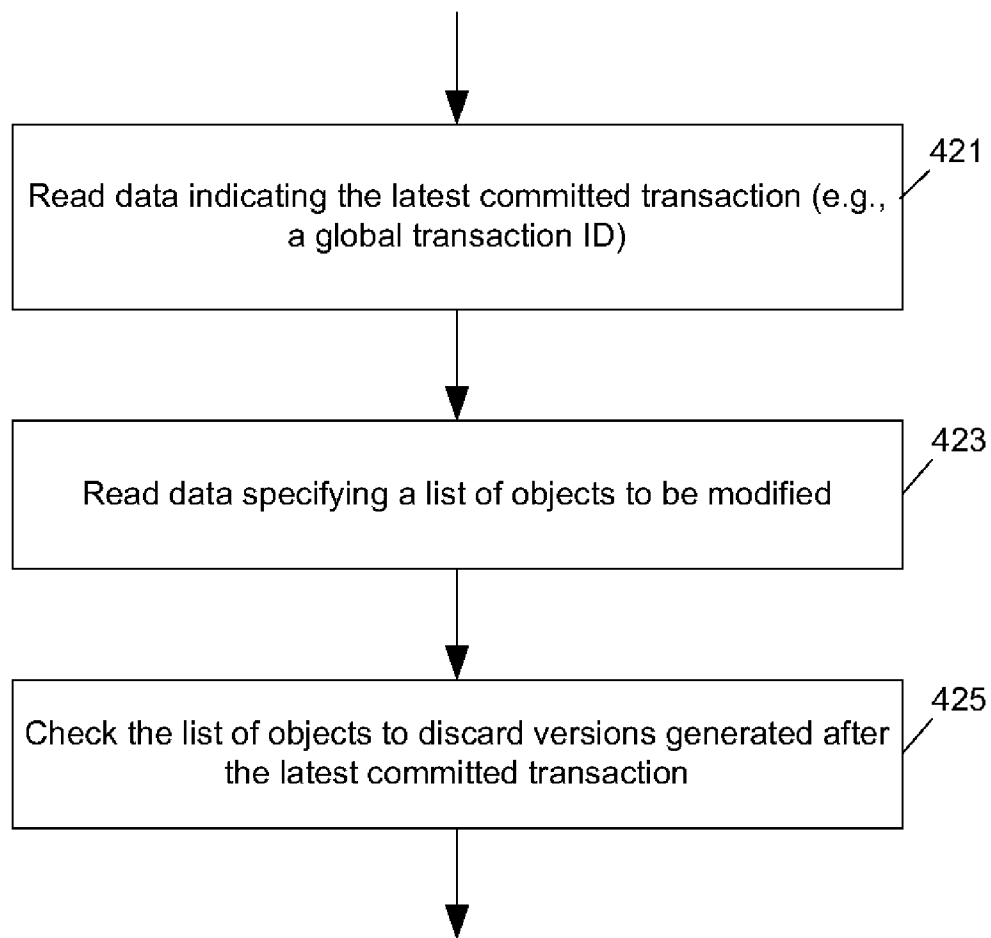 421
Read data indicating the latest committed transaction (e.g.,
a global transaction ID)
423
Read data specifying a list of objects to be modified
425
Check the list of objects to discard versions generated after
the latest committed transaction